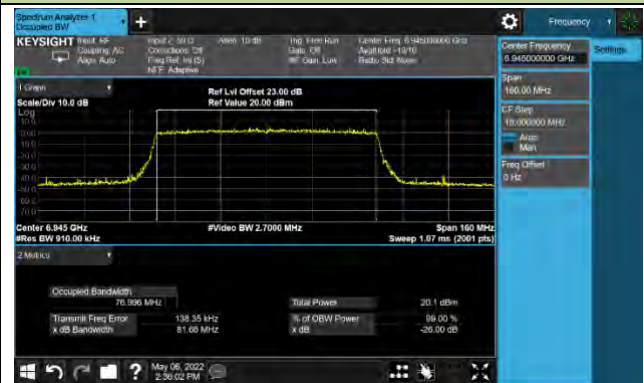 Spectrum Analyzer 1
Occupied BW
Frequency
KEYSIGHT Input: RF
Coupling: AC
Align: Auto
Input Z: 50 Ω
Corrections: Off
Freq Ref: Int (S)
NFE: Adaptive
Atten: 10 dB
Trig: Free Run
Gate: Off
#IF Gain: Low
Center Freq: 6.945000000 GHz
Avg|Hold: >10/10
Radio Std: None
Center Frequency
6.945000000 GHz
Settings
Span
160.00 MHz
CF Step
16.000000 MHz
Auto
Man
Freq Offset
0 Hz
1 Graph
Scale/Div 10.0 dB
Ref Lvl Offset 23.00 dB
Ref Value 20.00 dBm
Log
10.0
0.00
Center 6.945 GHz
#Video BW 2.7000 MHz
Span 160 MHz
#Res BW 910.00 kHz
Sweep 1.07 ms (2001 pts)
2 Metrics
Occupied Bandwidth
76.996 MHz
Total Power
20.1 dBm
Transmit Freq Error
138.35 kHz
% of OBW Power
99.00 %
x dB Bandwidth
81.68 MHz
x dB
-26.00 dB
May 06, 2022
2:36:02 PM